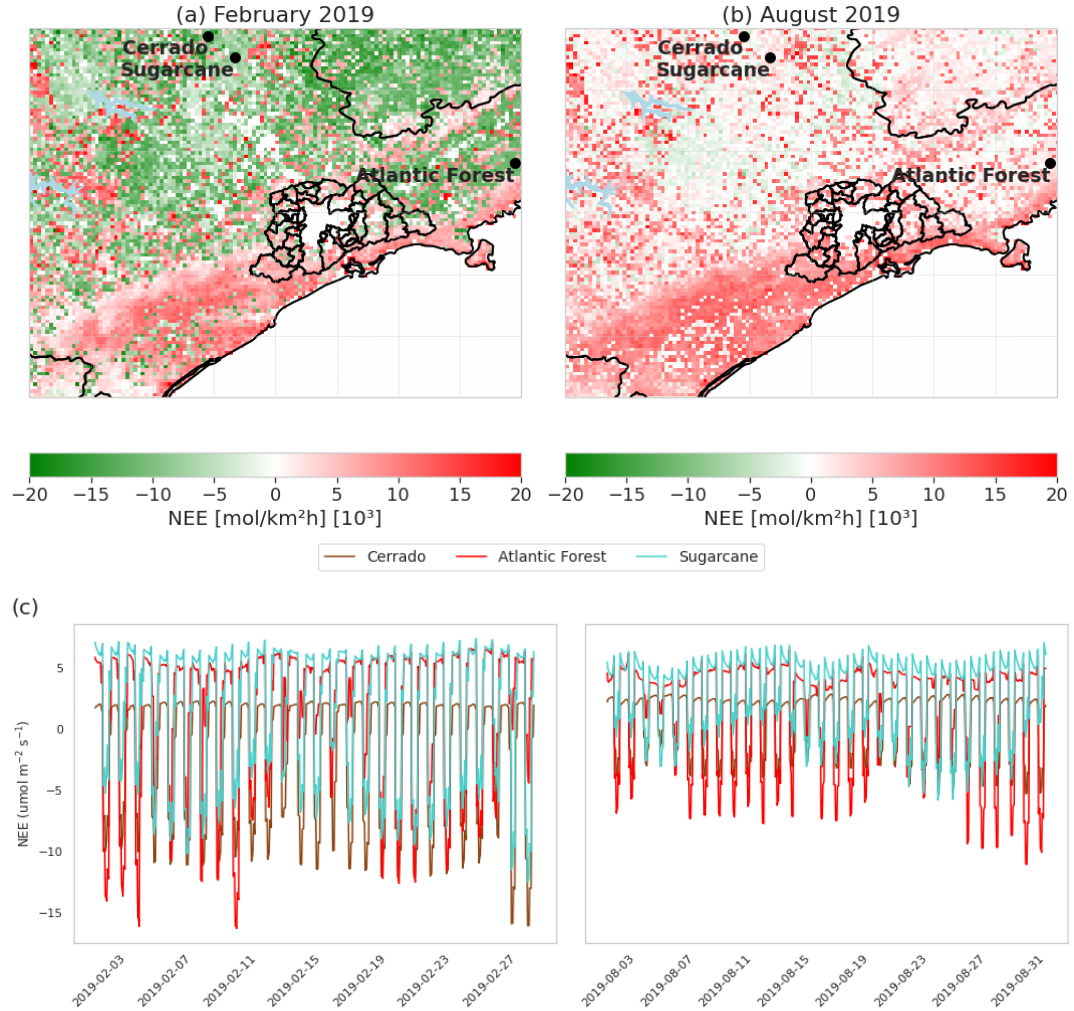 (a) February 2019
(b) August 2019
Cerrado
Sugarcane
Atlantic Forest
Cerrado
Sugarcane
Atlantic Forest
−20 −15 −10 −5 0 5 10 15 20
NEE [mol/km²h] [10³]
−20 −15 −10 −5 0 5 10 15 20
NEE [mol/km²h] [10³]
Cerrado Atlantic Forest Sugarcane
(c)
NEE (umol m⁻² s⁻¹)
5
0
−5
−10
−15
2019-02-03 2019-02-07 2019-02-11 2019-02-15 2019-02-19 2019-02-23 2019-02-27
2019-08-03 2019-08-07 2019-08-11 2019-08-15 2019-08-19 2019-08-23 2019-08-27 2019-08-31